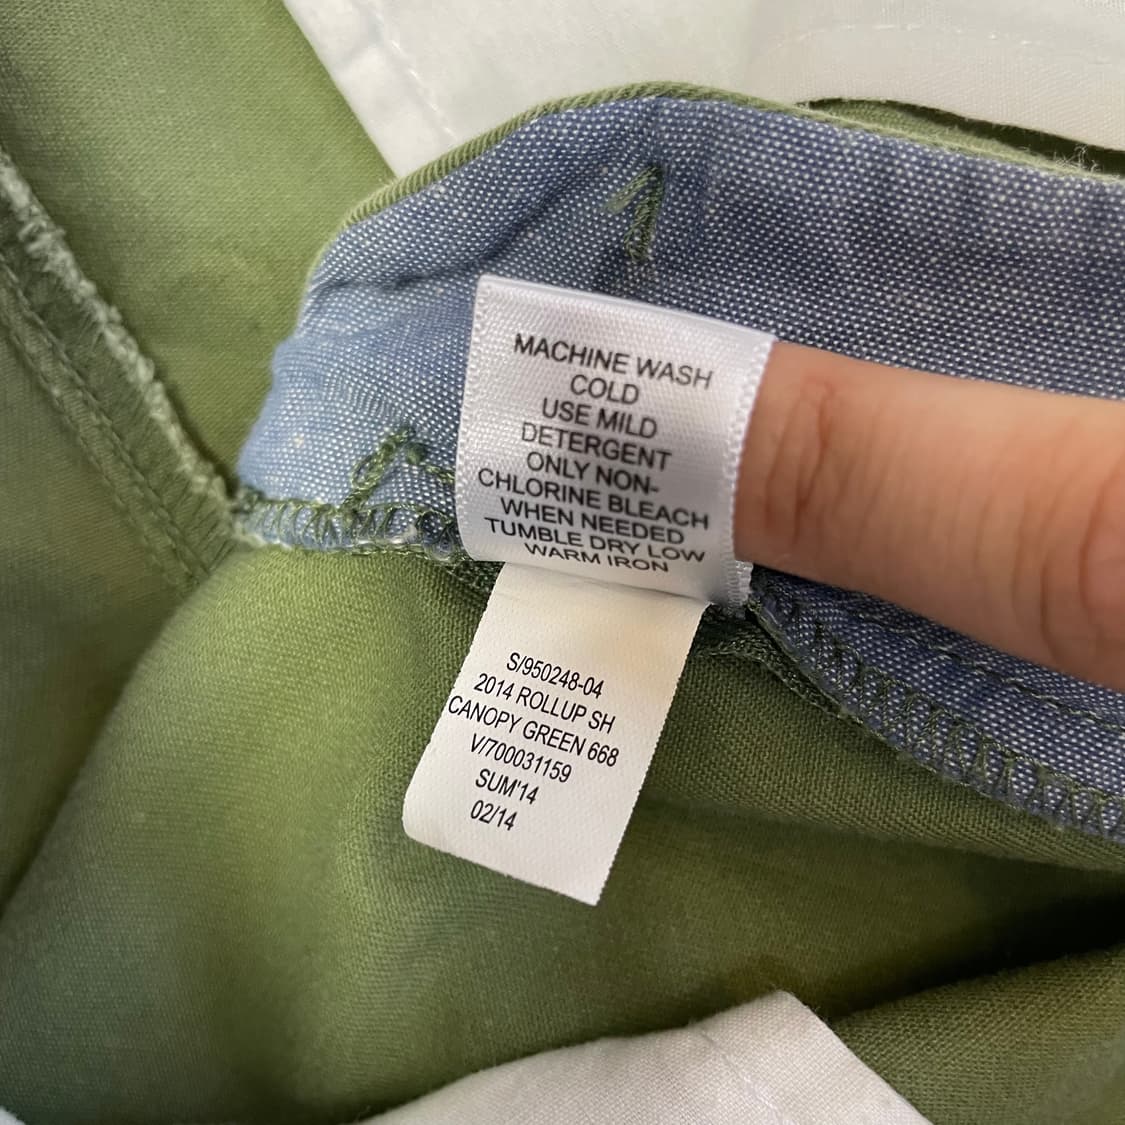 MACHINE WASH
COLD
USE MILD
DETERGENT
ONLY NON-
CHLORINE BLEACH
WHEN NEEDED
TUMBLE DRY LOW
WARM IRON
S/950248-04
2014 ROLLUP SH
CANOPY GREEN 668
V/700031159
SUM'14
02/14